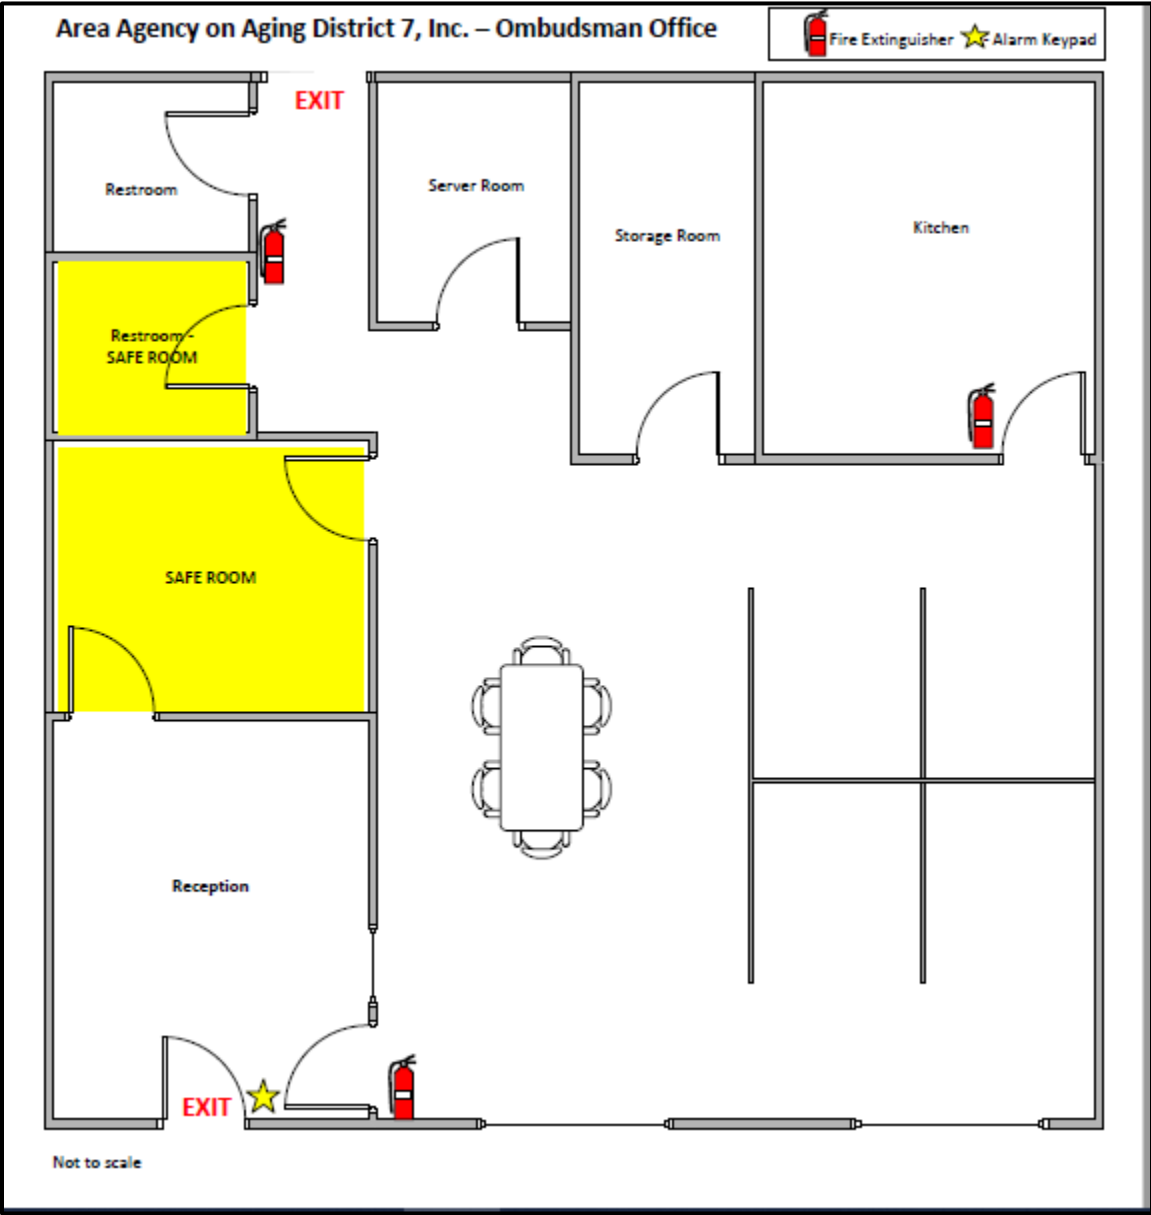 Area Agency on Aging District 7, Inc. – Ombudsman Office
Fire Extinguisher
Alarm Keypad
EXIT
Restroom
Server Room
Storage Room
Kitchen
Restroom -
SAFE ROOM
SAFE ROOM
Reception
EXIT
Not to scale